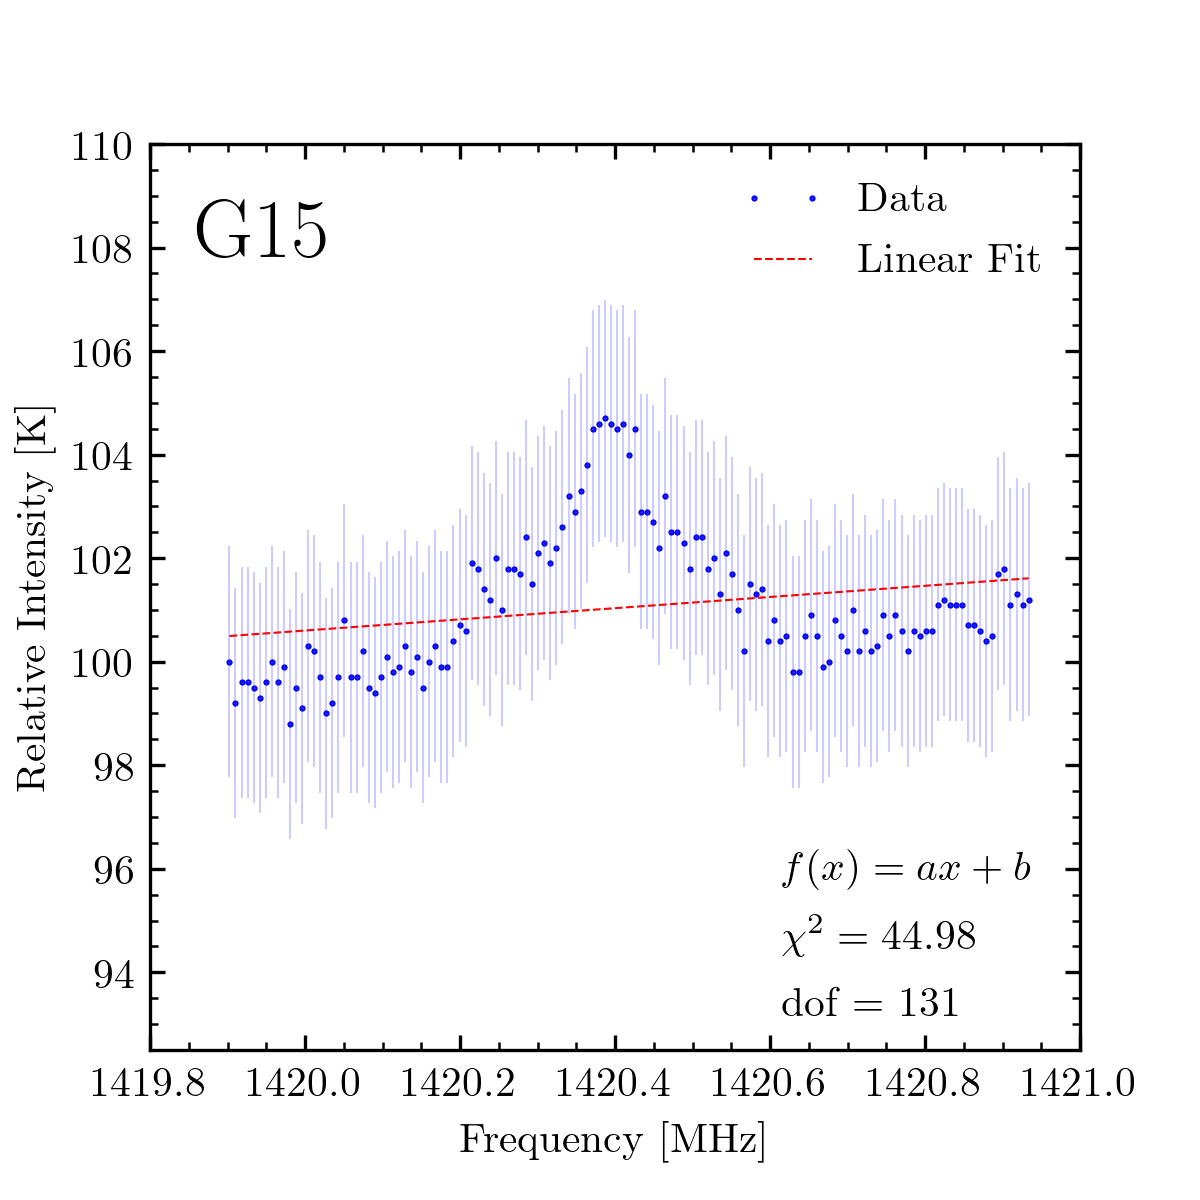 G15
Data
Linear Fit
110
108
106
104
102
100
98
96
94
Relative Intensity [K]
f(x) = ax + b
χ² = 44.98
dof = 131
1419.8 1420.0 1420.2 1420.4 1420.6 1420.8 1421.0
Frequency [MHz]